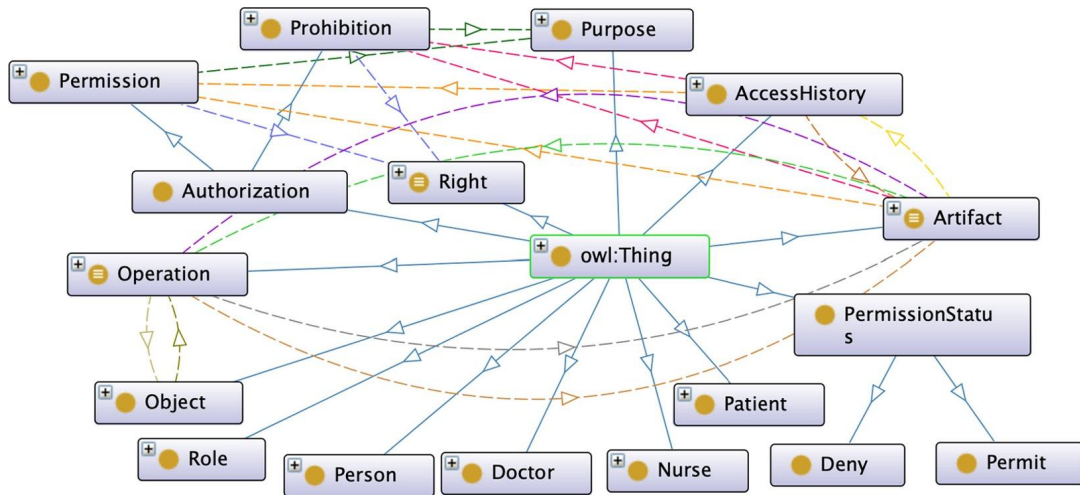 Prohibition
Purpose
Permission
AccessHistory
Authorization
Right
Artifact
owl:Thing
Operation
PermissionStatu
s
Object
Patient
Role
Person
Doctor
Nurse
Deny
Permit